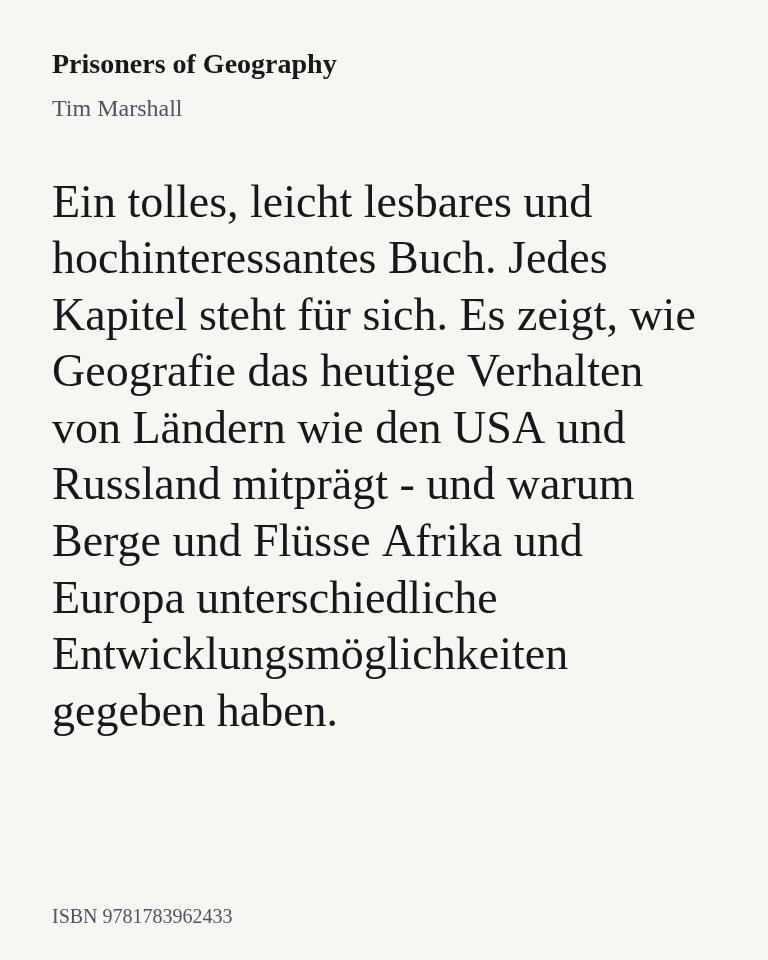 Prisoners of Geography
Tim Marshall
Ein tolles, leicht lesbares und
hochinteressantes Buch. Jedes
Kapitel steht für sich. Es zeigt, wie
Geografie das heutige Verhalten
von Ländern wie den USA und
Russland mitprägt - und warum
Berge und Flüsse Afrika und
Europa unterschiedliche
Entwicklungsmöglichkeiten
gegeben haben.
ISBN 9781783962433